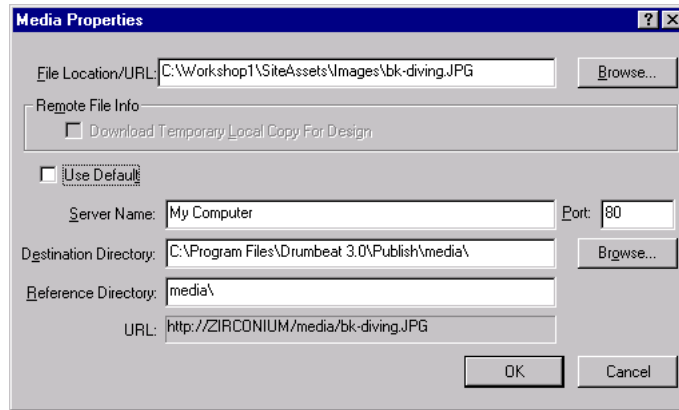 Media Properties
File Location/URL: C:\Workshop1\SiteAssets\Images\bk-diving.JPG Browse...
Remote File Info
Download Temporary Local Copy For Design
Use Default
Server Name: My Computer Port: 80
Destination Directory: C:\Program Files\Drumbeat 3.0\Publish\media\ Browse...
Reference Directory: media\
URL: http://ZIRCONIUM/media/bk-diving.JPG
OK Cancel